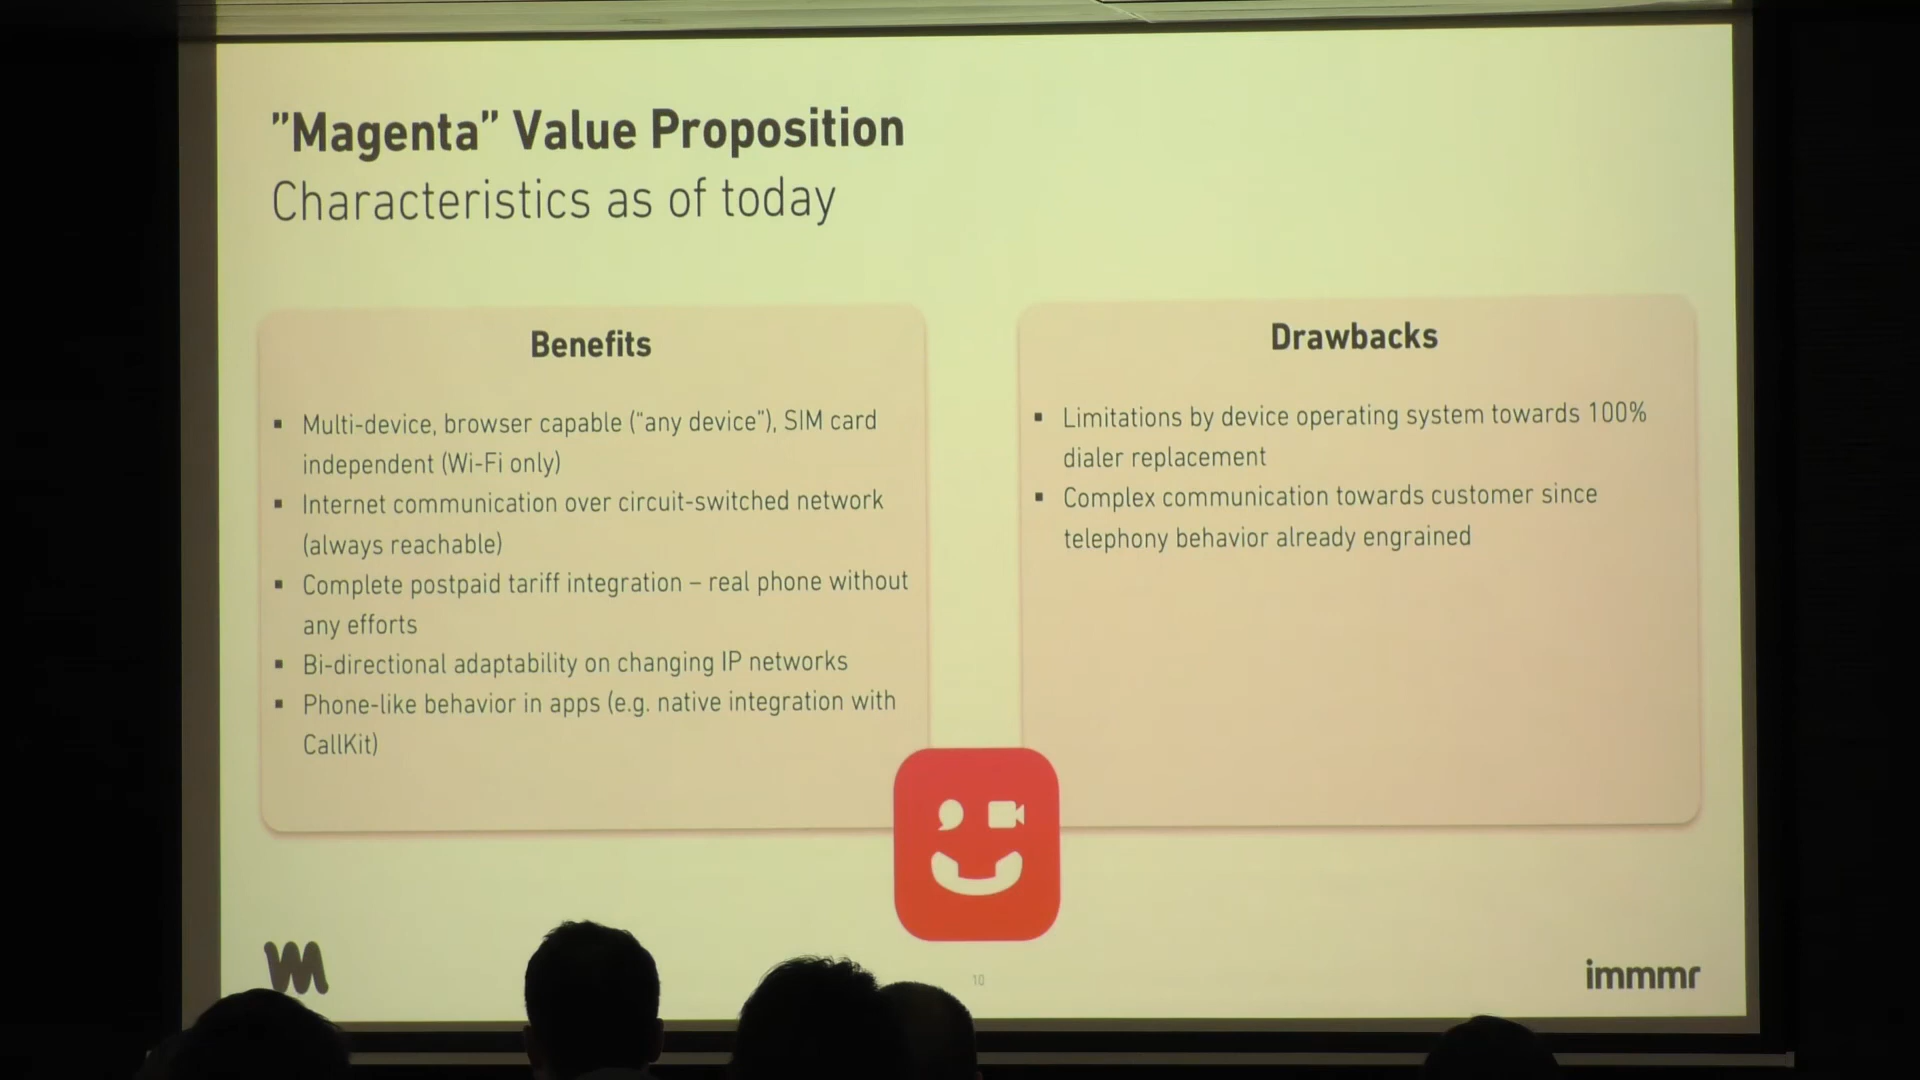 ”Magenta” Value Proposition
Characteristics as of today
Benefits
▪ Multi-device, browser capable (“any device”), SIM card
independent (Wi-Fi only)
▪ Internet communication over circuit-switched network
(always reachable)
▪ Complete postpaid tariff integration – real phone without
any efforts
▪ Bi-directional adaptability on changing IP networks
▪ Phone-like behavior in apps (e.g. native integration with
CallKit)
Drawbacks
▪ Limitations by device operating system towards 100%
dialer replacement
▪ Complex communication towards customer since
telephony behavior already engrained
10
immmr